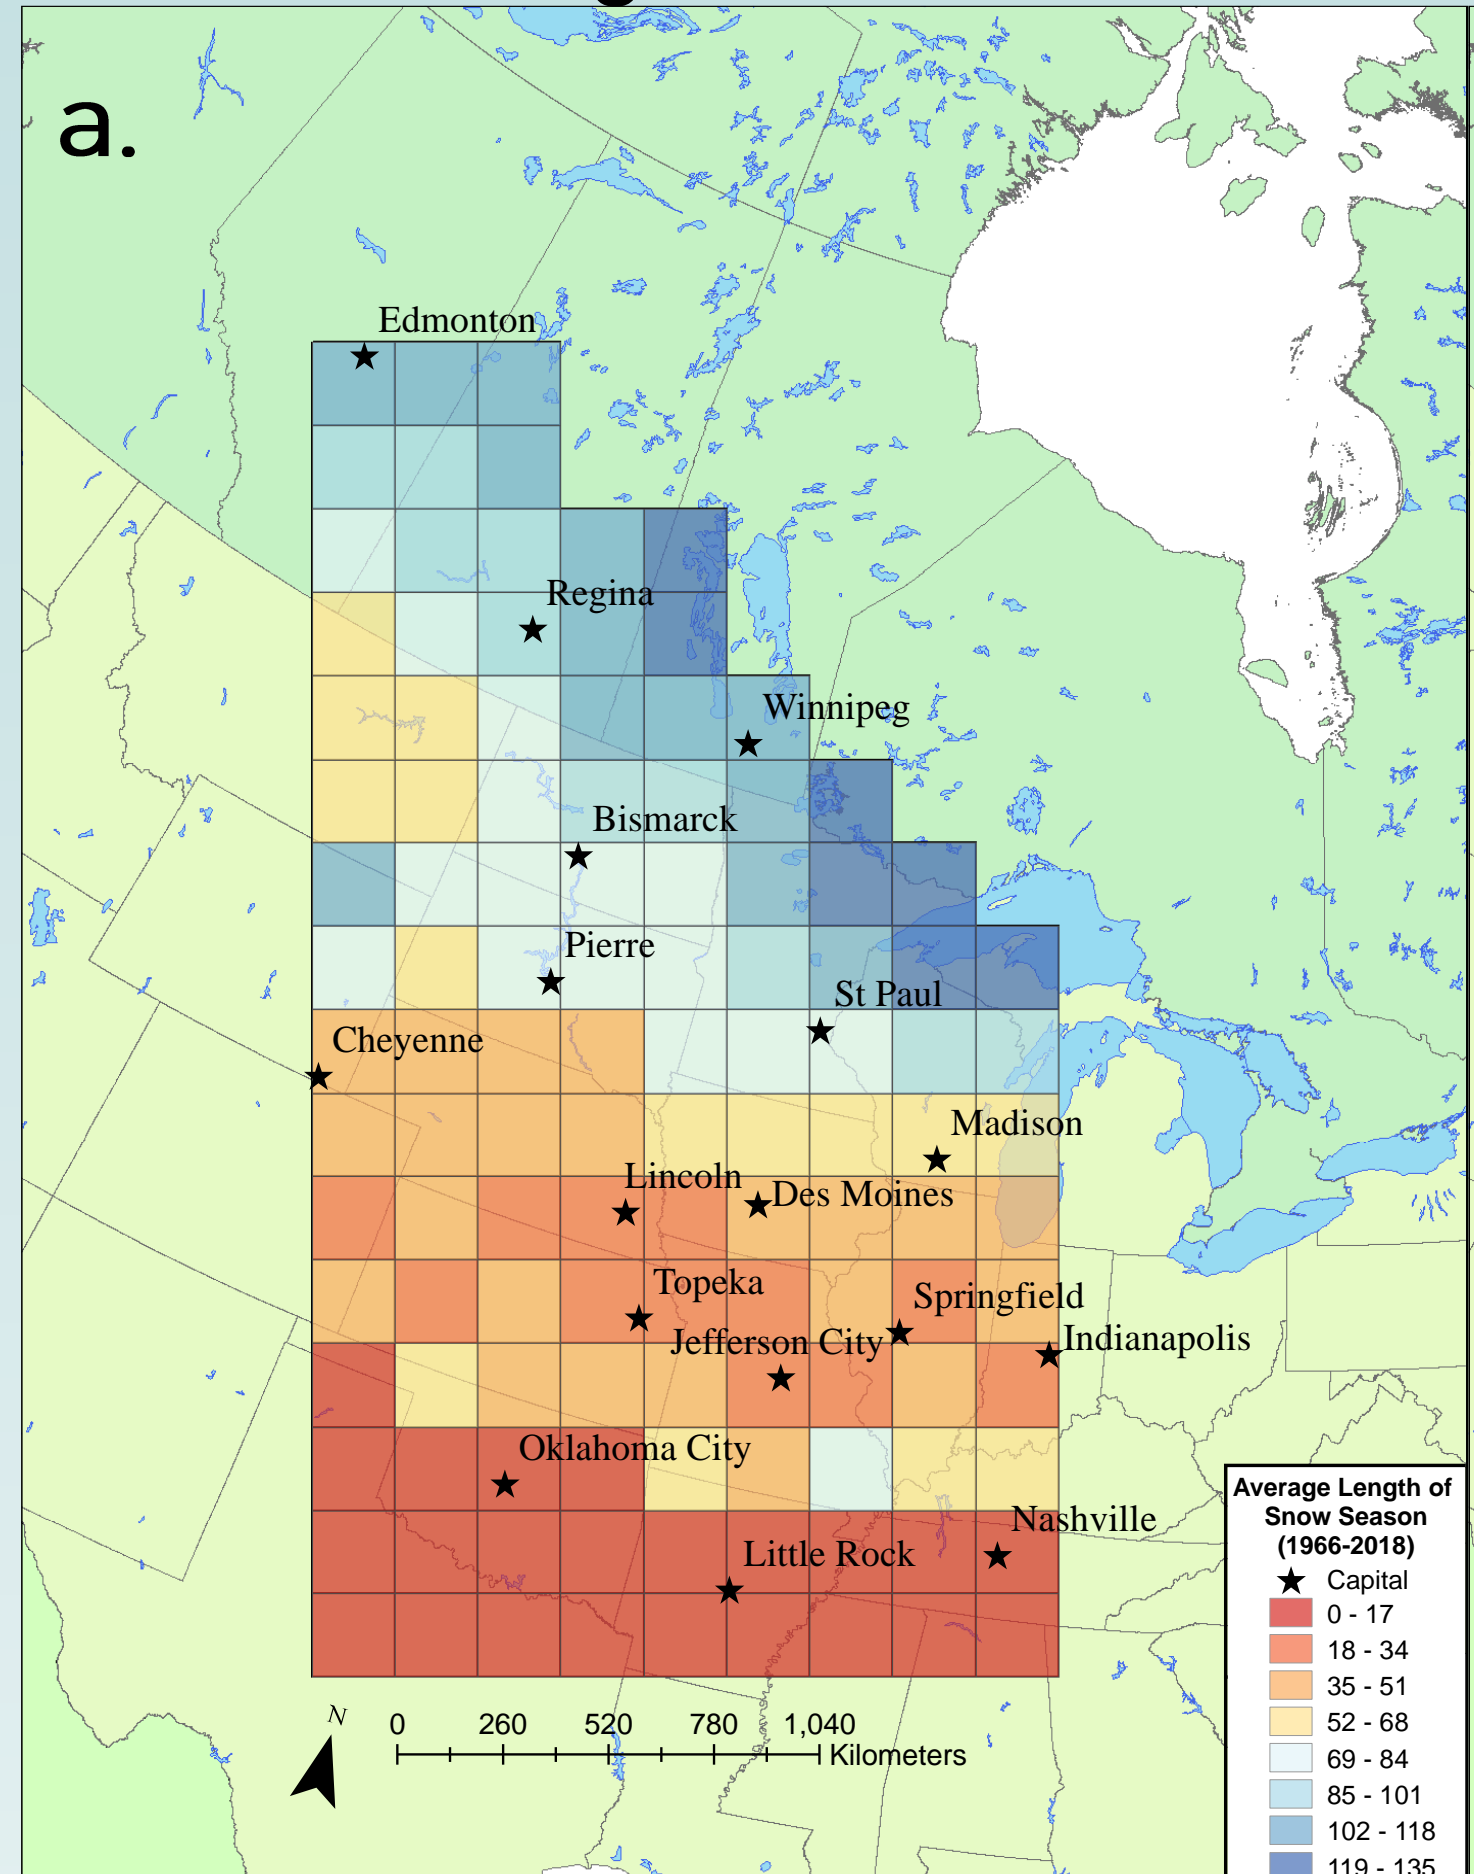 a.
Edmonton
Regina
Winnipeg
Bismarck
Pierre
St Paul
Cheyenne
Madison
Lincoln
Des Moines
Topeka
Springfield
Jefferson City
Indianapolis
Oklahoma City
Nashville
Little Rock
Average Length of
Snow Season
(1966-2018)
Capital
0 - 17
18 - 34
35 - 51
52 - 68
69 - 84
85 - 101
102 - 118
119 - 135
N
0 260 520 780 1,040
Kilometers